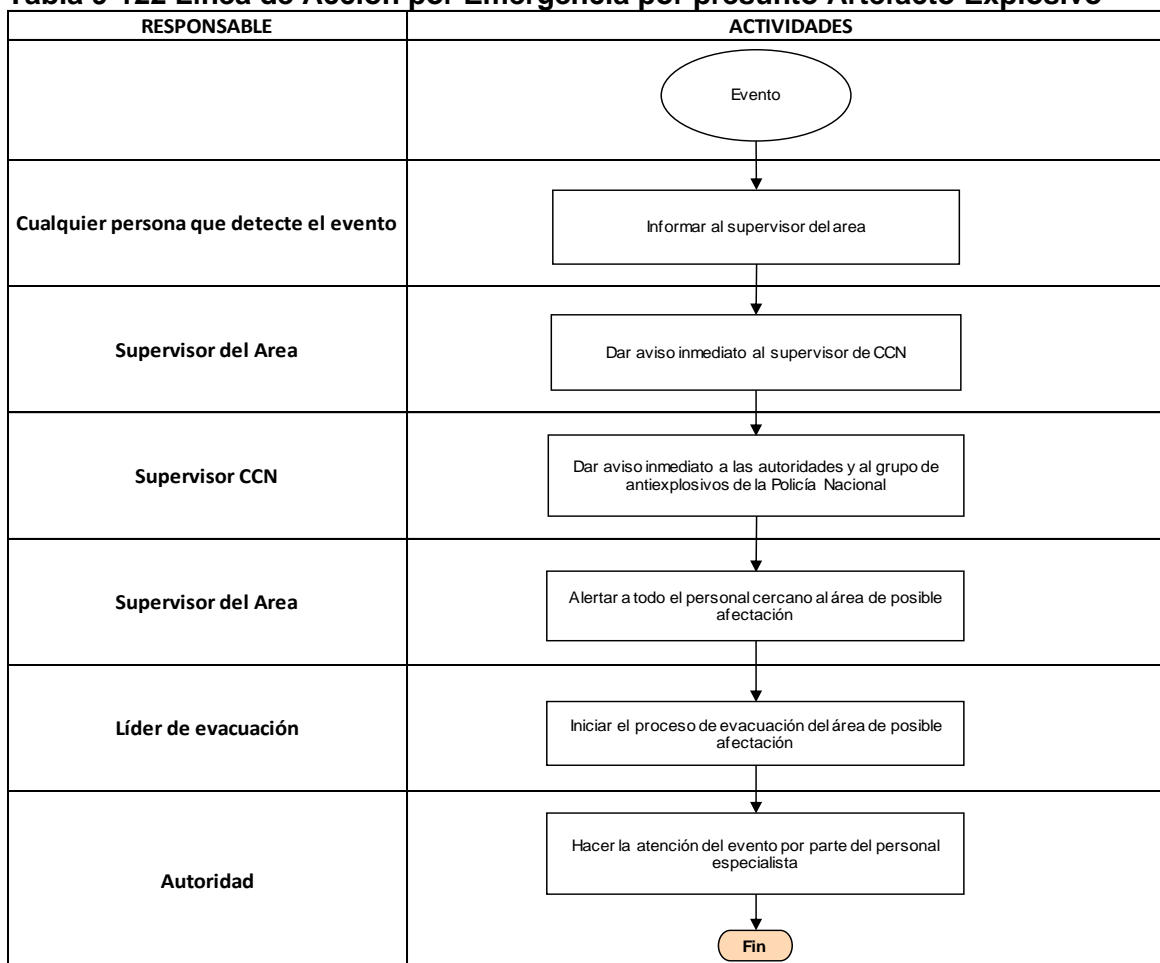 Tabla 9-122 Línea de Acción por Emergencia por presunto Artefacto Explosivo
RESPONSABLE
ACTIVIDADES
Evento
Cualquier persona que detecte el evento
Informar al supervisor del area
Supervisor del Area
Dar aviso inmediato al supervisor de CCN
Supervisor CCN
Dar aviso inmediato a las autoridades y al grupo de
antiexplosivos de la Policía Nacional
Supervisor del Area
Alertar a todo el personal cercano al área de posible
afectación
Líder de evacuación
Iniciar el proceso de evacuación del área de posible
afectación
Autoridad
Hacer la atención del evento por parte del personal
especialista
Fin